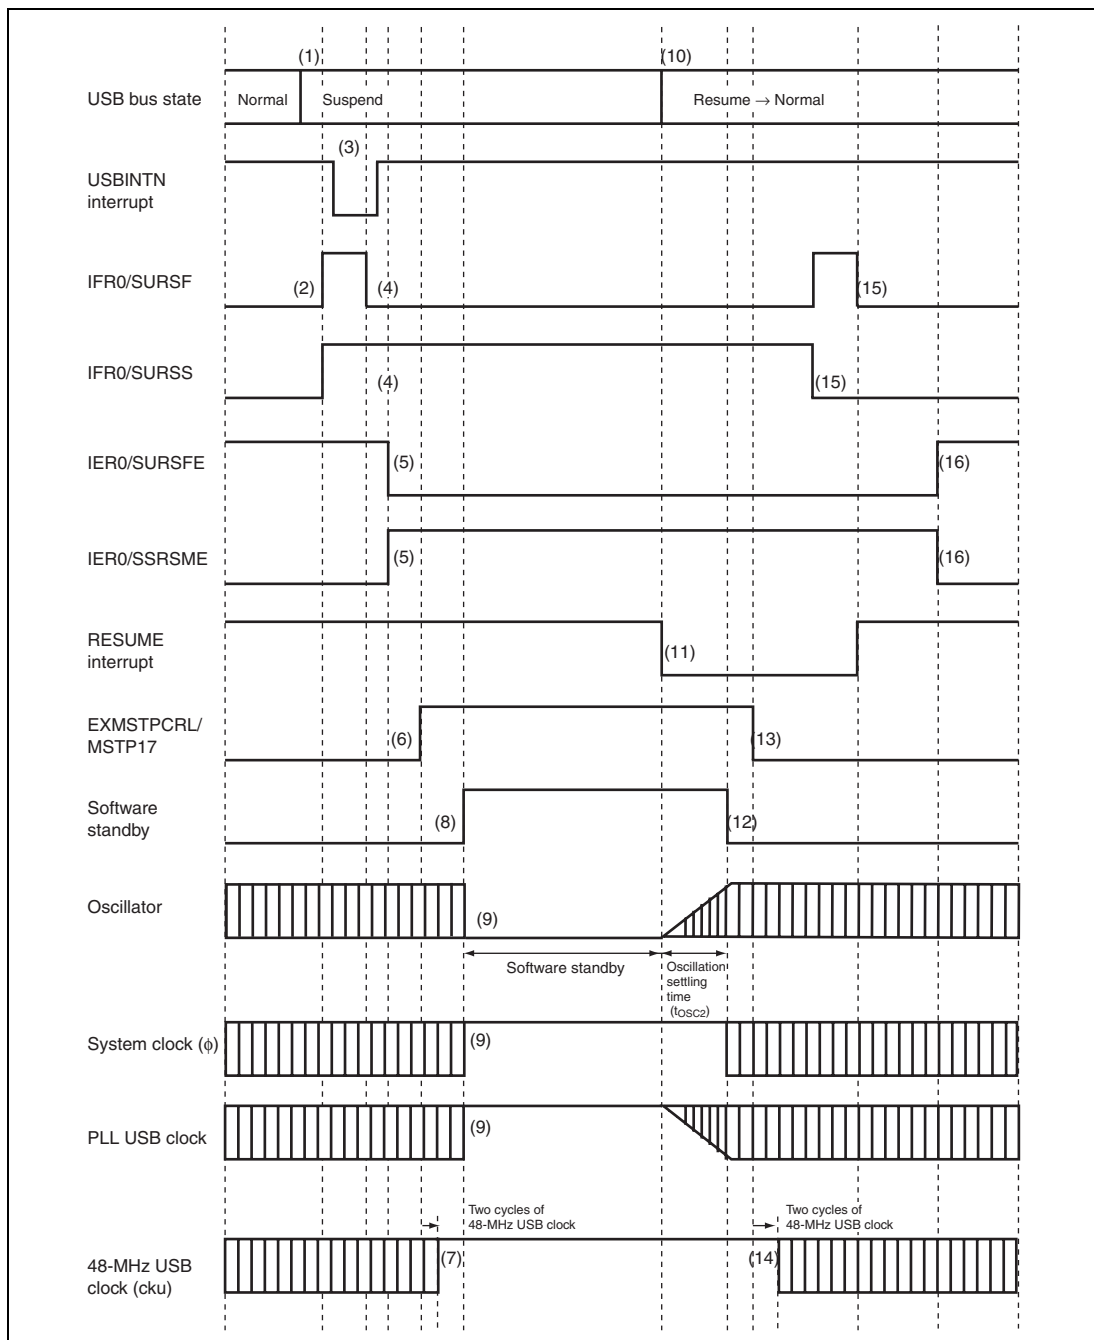 (1)
(10)
USB bus state
Normal
Suspend
Resume → Normal
(3)
USBINTN
interrupt
IFR0/SURSF
(2)
(4)
(15)
IFR0/SURSS
(4)
(15)
IER0/SURSFE
(5)
(16)
IER0/SSRSME
(5)
(16)
RESUME
interrupt
(11)
EXMSTPCRL/
MSTP17
(6)
(13)
Software
standby
(8)
(12)
Oscillator
(9)
Software standby
Oscillation
settling
time
(tOSC2)
System clock (ϕ)
(9)
PLL USB clock
(9)
Two cycles of
48-MHz USB clock
Two cycles of
48-MHz USB clock
48-MHz USB
clock (cku)
(7)
(14)